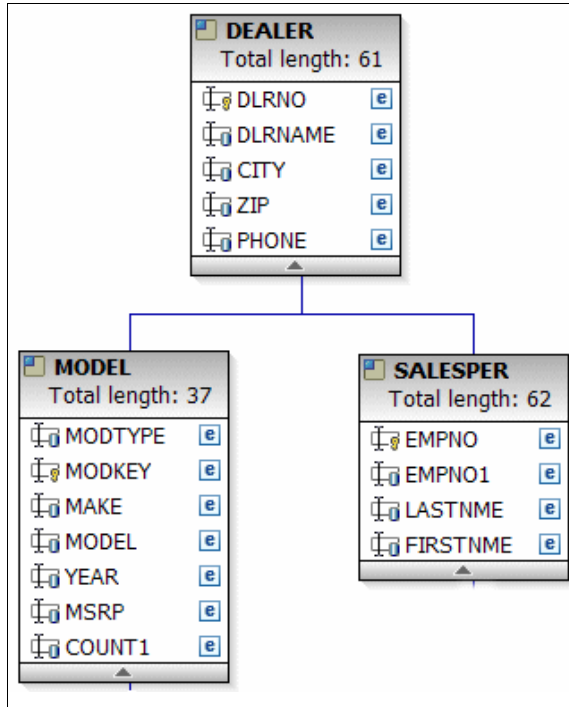 DEALER
Total length: 61
DLRNO e
DLRNAME e
CITY e
ZIP e
PHONE e
MODEL
Total length: 37
MODTYPE e
MODKEY e
MAKE e
MODEL e
YEAR e
MSRP e
COUNT1 e
SALESPER
Total length: 62
EMPNO e
EMPNO1 e
LASTNME e
FIRSTNME e